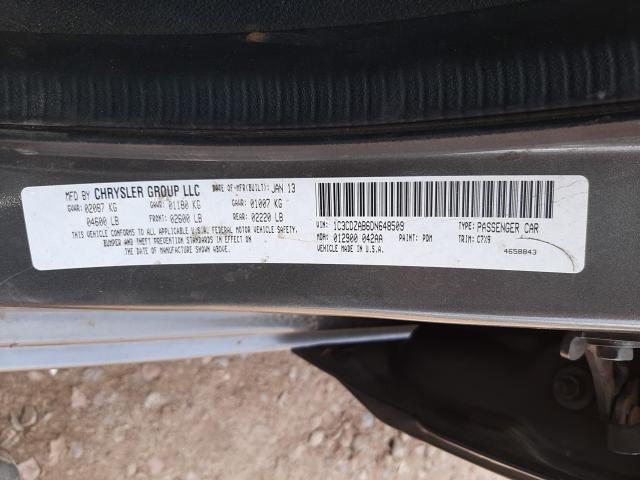 MFD BY CHRYSLER GROUP LLC DATE OF-MFR(BUILT): JAN 13
GVWR: 02087 KG GAWR: 01180 KG GAWR: 01007 KG
04600 LB FRONT: 02600 LB REAR: 02220 LB
THIS VEHICLE CONFORMS TO ALL APPLICABLE U.S.A. FEDERAL MOTOR VEHICLE SAFETY,
BUMPER AND THEFT PREVENTION STANDARDS IN EFFECT ON
THE DATE OF MANUFACTURE SHOWN ABOVE.
VIN: 1C3CDZAB6DN648509 TYPE: PASSENGER CAR
MDH: 012900 042AA PAINT: PDM TRIM: C7X9
VEHICLE MADE IN U.S.A. 4658843